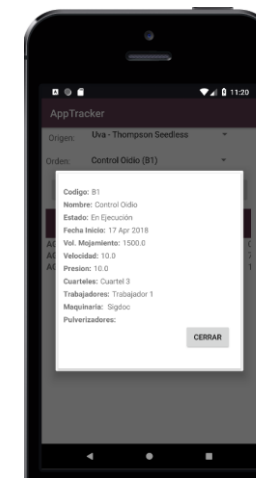 11:20
AppTracker
Origen: Uva - Thompson Seedless
Orden: Control Oidio (B1)
Codigo: B1
Nombre: Control Oidio
Estado: En Ejecución
Fecha Inicio: 17 Apr 2018
Vol. Mojamiento: 1500.0
Velocidad: 10.0
Presion: 10.0
Cuarteles: Cuartel 3
Trabajadores: Trabajador 1
Maquinaria: Sigdoc
Pulverizadores:
CERRAR